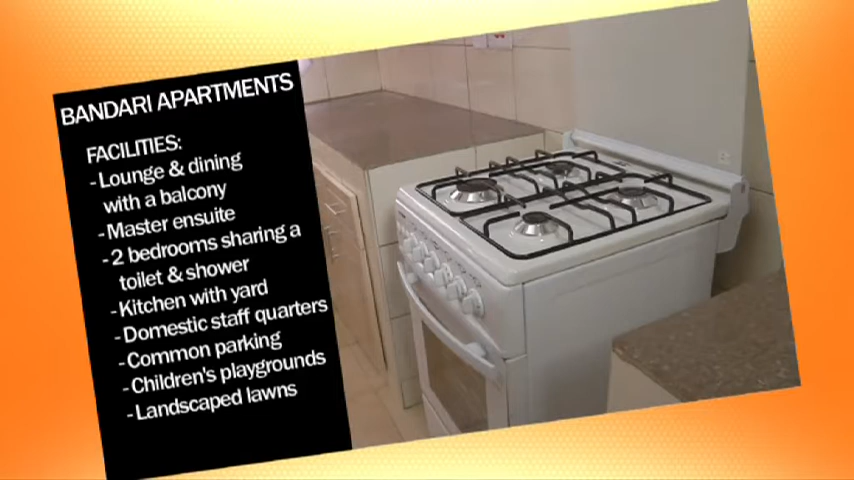 BANDARI APARTMENTS
FACILITIES:
-Lounge & dining
with a balcony
-Master ensuite
-2 bedrooms sharing a
toilet & shower
-Kitchen with yard
-Domestic staff quarters
-Common parking
-Children's playgrounds
-Landscaped lawns